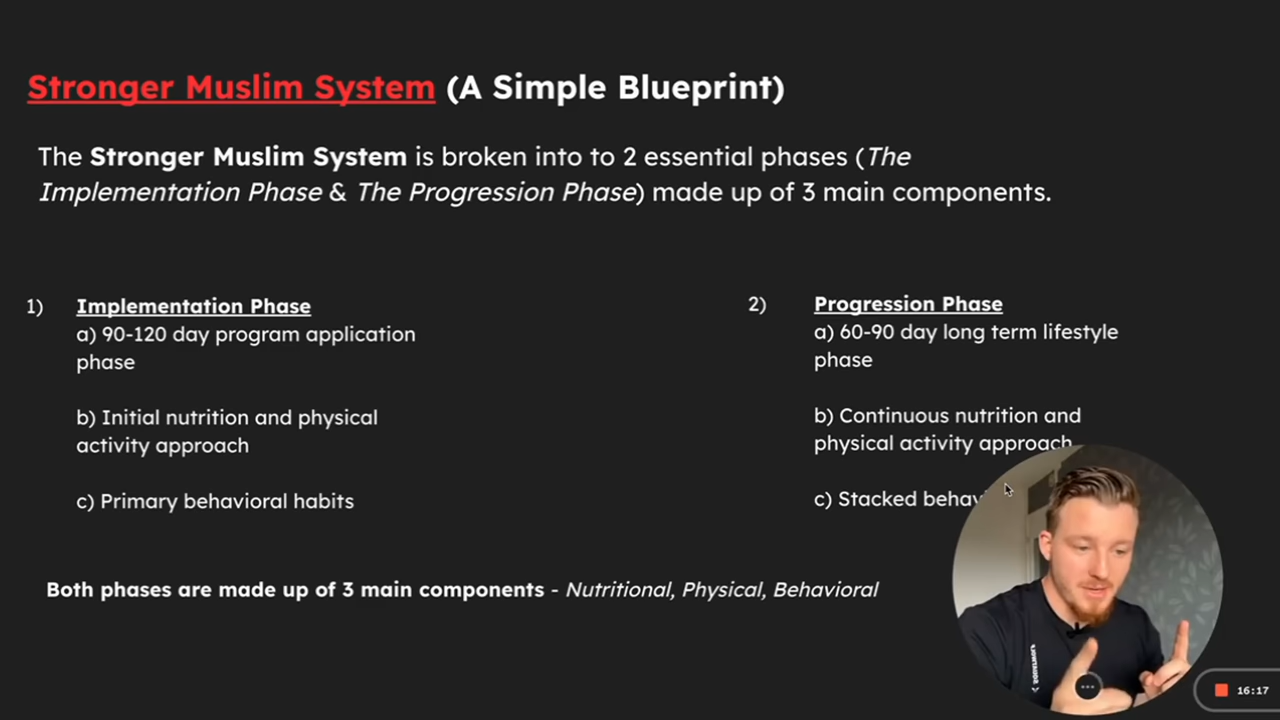 Stronger Muslim System (A Simple Blueprint)
The Stronger Muslim System is broken into to 2 essential phases (The
Implementation Phase & The Progression Phase) made up of 3 main components.
1) Implementation Phase
a) 90-120 day program application
phase
b) Initial nutrition and physical
activity approach
c) Primary behavioral habits
2) Progression Phase
a) 60-90 day long term lifestyle
phase
b) Continuous nutrition and
physical activity approach
c) Stacked behav
Both phases are made up of 3 main components - Nutritional, Physical, Behavioral
16:17